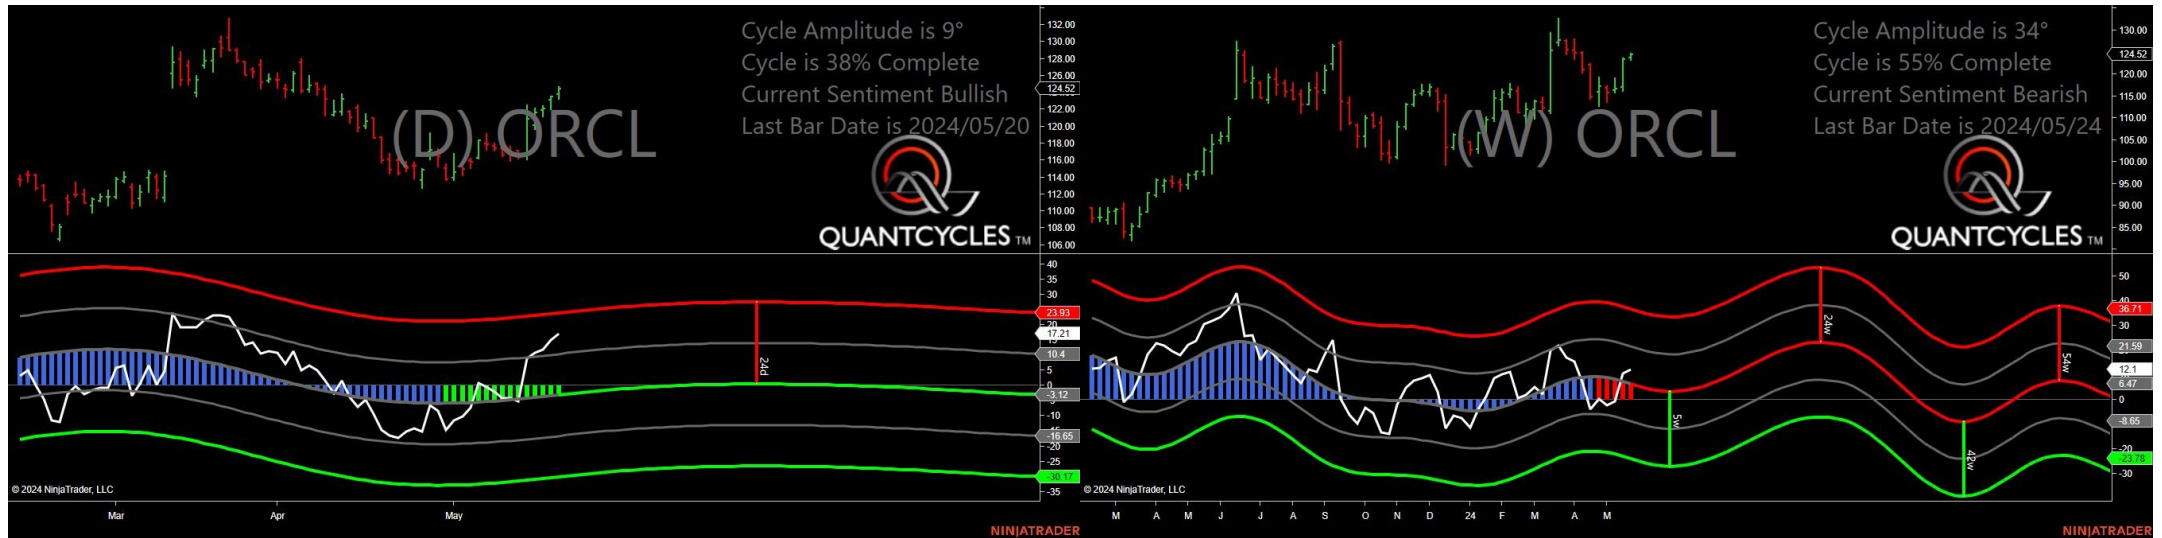 Cycle Amplitude is 9°
Cycle is 38% Complete
Current Sentiment Bullish
Last Bar Date is 2024/05/20
(D) ORCL
QUANTCYCLES TM
132.00
130.00
128.00
126.00
124.52
122.00
120.00
118.00
116.00
114.00
112.00
110.00
108.00
106.00
40
35
30
23.93
20
17.21
10.4
5
0
-3.12
-10
-16.65
-20
-25
-30.17
-35
24d
© 2024 NinjaTrader, LLC
Mar Apr May
NINJATRADER
Cycle Amplitude is 34°
Cycle is 55% Complete
Current Sentiment Bearish
Last Bar Date is 2024/05/24
(W) ORCL
QUANTCYCLES TM
130.00
124.52
120.00
115.00
110.00
105.00
100.00
95.00
90.00
85.00
50
40
36.71
30
21.59
12.1
6.47
0
-8.65
-20
-23.78
-30
5w
24w
42w
54w
© 2024 NinjaTrader, LLC
M A M J J A S O N D 24 F M A M
NINJATRADER